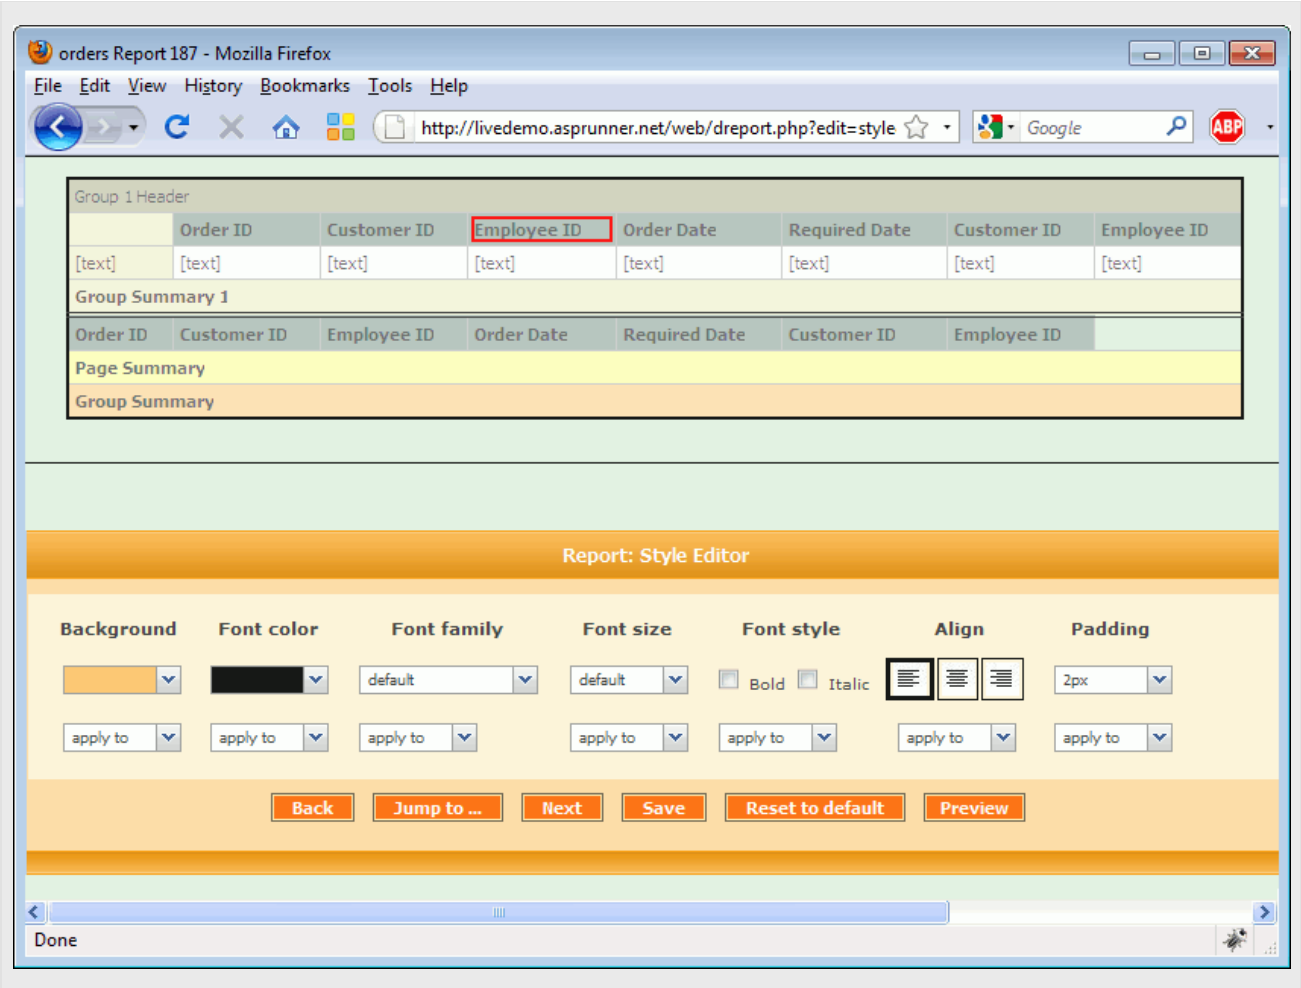 orders Report 187 - Mozilla Firefox
File Edit View History Bookmarks Tools Help
http://livedemo.asprunner.net/web/dreport.php?edit=style Google ABP
Group 1 Header
Order ID Customer ID Employee ID Order Date Required Date Customer ID Employee ID
[text] [text] [text] [text] [text] [text] [text] [text]
Group Summary 1
Order ID Customer ID Employee ID Order Date Required Date Customer ID Employee ID
Page Summary
Group Summary
Report: Style Editor
Background Font color Font family Font size Font style Align Padding
default default Bold Italic 2px
apply to apply to apply to apply to apply to apply to apply to
Back Jump to ... Next Save Reset to default Preview
Done